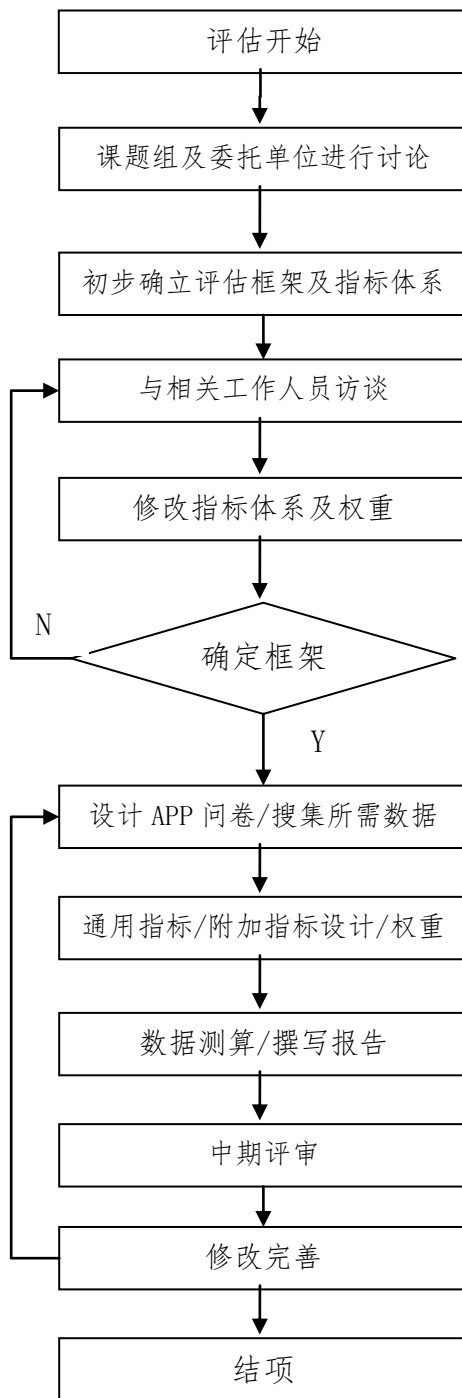 评估开始
课题组及委托单位进行讨论
初步确立评估框架及指标体系
与相关工作人员访谈
修改指标体系及权重
N
确定框架
Y
设计 APP 问卷/搜集所需数据
通用指标/附加指标设计/权重
数据测算/撰写报告
中期评审
修改完善
结项